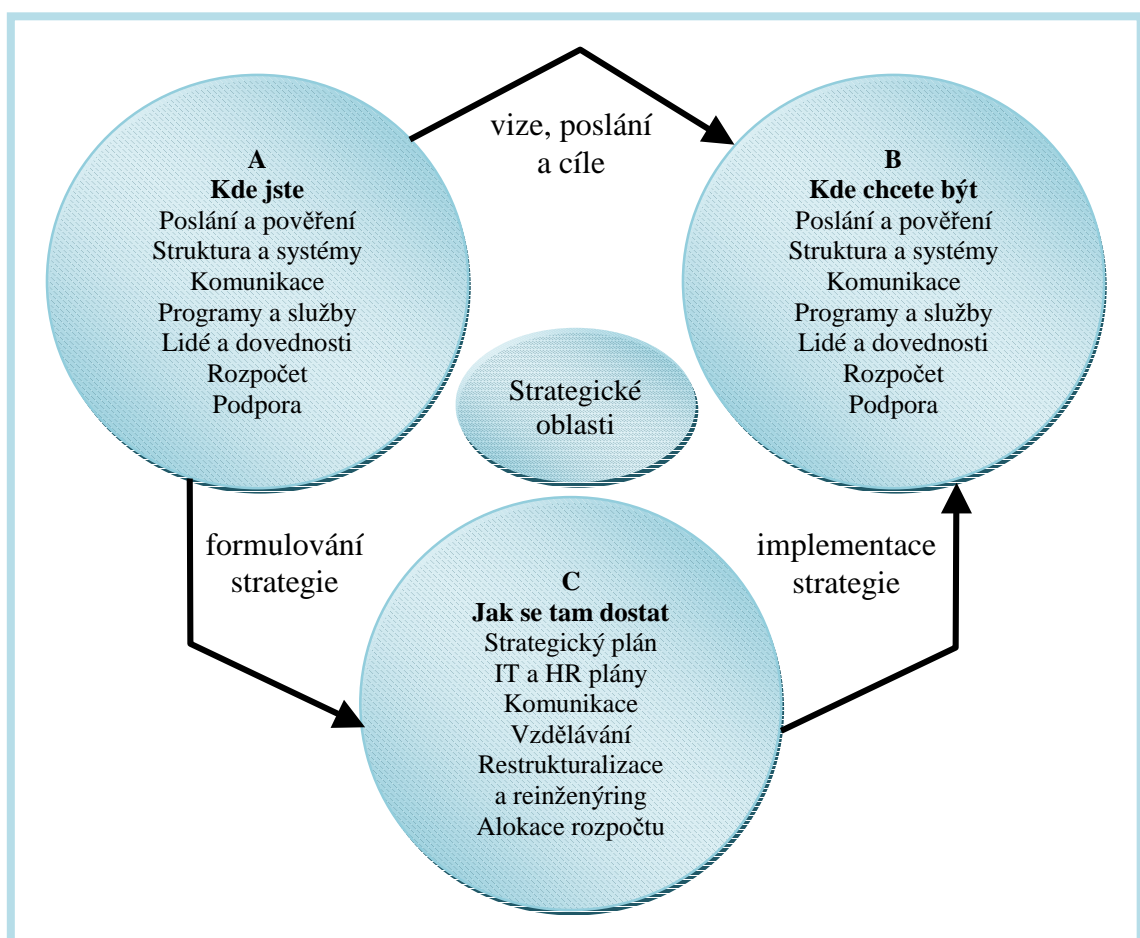 vize, poslání
a cíle
A
Kde jste
Poslání a pověření
Struktura a systémy
Komunikace
Programy a služby
Lidé a dovednosti
Rozpočet
Podpora
B
Kde chcete být
Poslání a pověření
Struktura a systémy
Komunikace
Programy a služby
Lidé a dovednosti
Rozpočet
Podpora
Strategické
oblasti
formulování
strategie
implementace
strategie
C
Jak se tam dostat
Strategický plán
IT a HR plány
Komunikace
Vzdělávání
Restrukturalizace
a reinženýring
Alokace rozpočtu